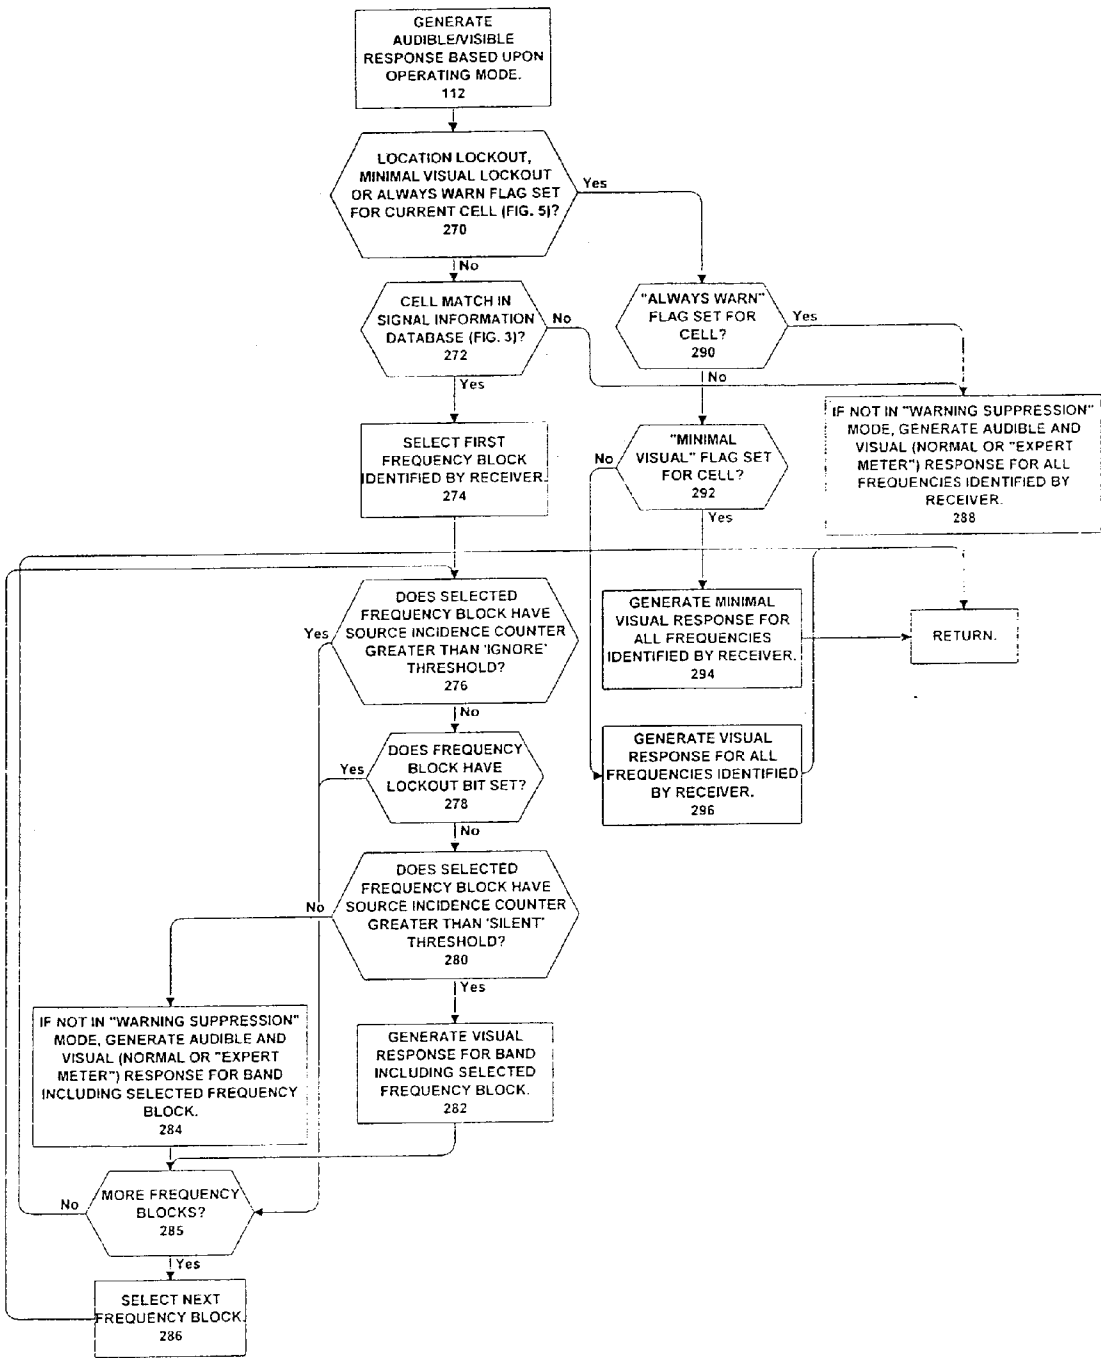 GENERATE
AUDIBLE/VISIBLE
RESPONSE BASED UPON
OPERATING MODE.
112
LOCATION LOCKOUT,
MINIMAL VISUAL LOCKOUT
OR ALWAYS WARN FLAG SET
FOR CURRENT CELL (FIG. 5)?
270
Yes
No
CELL MATCH IN
SIGNAL INFORMATION
DATABASE (FIG. 3)?
272
No
Yes
"ALWAYS WARN"
FLAG SET FOR
CELL?
290
Yes
No
SELECT FIRST
FREQUENCY BLOCK
IDENTIFIED BY RECEIVER.
274
"MINIMAL
VISUAL" FLAG SET
FOR CELL?
292
No
Yes
IF NOT IN "WARNING SUPPRESSION"
MODE, GENERATE AUDIBLE AND
VISUAL (NORMAL OR "EXPERT
METER") RESPONSE FOR ALL
FREQUENCIES IDENTIFIED BY
RECEIVER.
288
DOES SELECTED
FREQUENCY BLOCK HAVE
SOURCE INCIDENCE COUNTER
GREATER THAN 'IGNORE'
THRESHOLD?
276
Yes
No
GENERATE MINIMAL
VISUAL RESPONSE FOR
ALL FREQUENCIES
IDENTIFIED BY RECEIVER.
294
RETURN.
DOES FREQUENCY
BLOCK HAVE
LOCKOUT BIT SET?
278
Yes
No
GENERATE VISUAL
RESPONSE FOR ALL
FREQUENCIES IDENTIFIED
BY RECEIVER.
296
DOES SELECTED
FREQUENCY BLOCK HAVE
SOURCE INCIDENCE COUNTER
GREATER THAN 'SILENT'
THRESHOLD?
280
No
Yes
IF NOT IN "WARNING SUPPRESSION"
MODE, GENERATE AUDIBLE AND
VISUAL (NORMAL OR "EXPERT
METER") RESPONSE FOR BAND
INCLUDING SELECTED FREQUENCY
BLOCK.
284
GENERATE VISUAL
RESPONSE FOR BAND
INCLUDING SELECTED
FREQUENCY BLOCK.
282
MORE FREQUENCY
BLOCKS?
285
No
Yes
SELECT NEXT
FREQUENCY BLOCK.
286